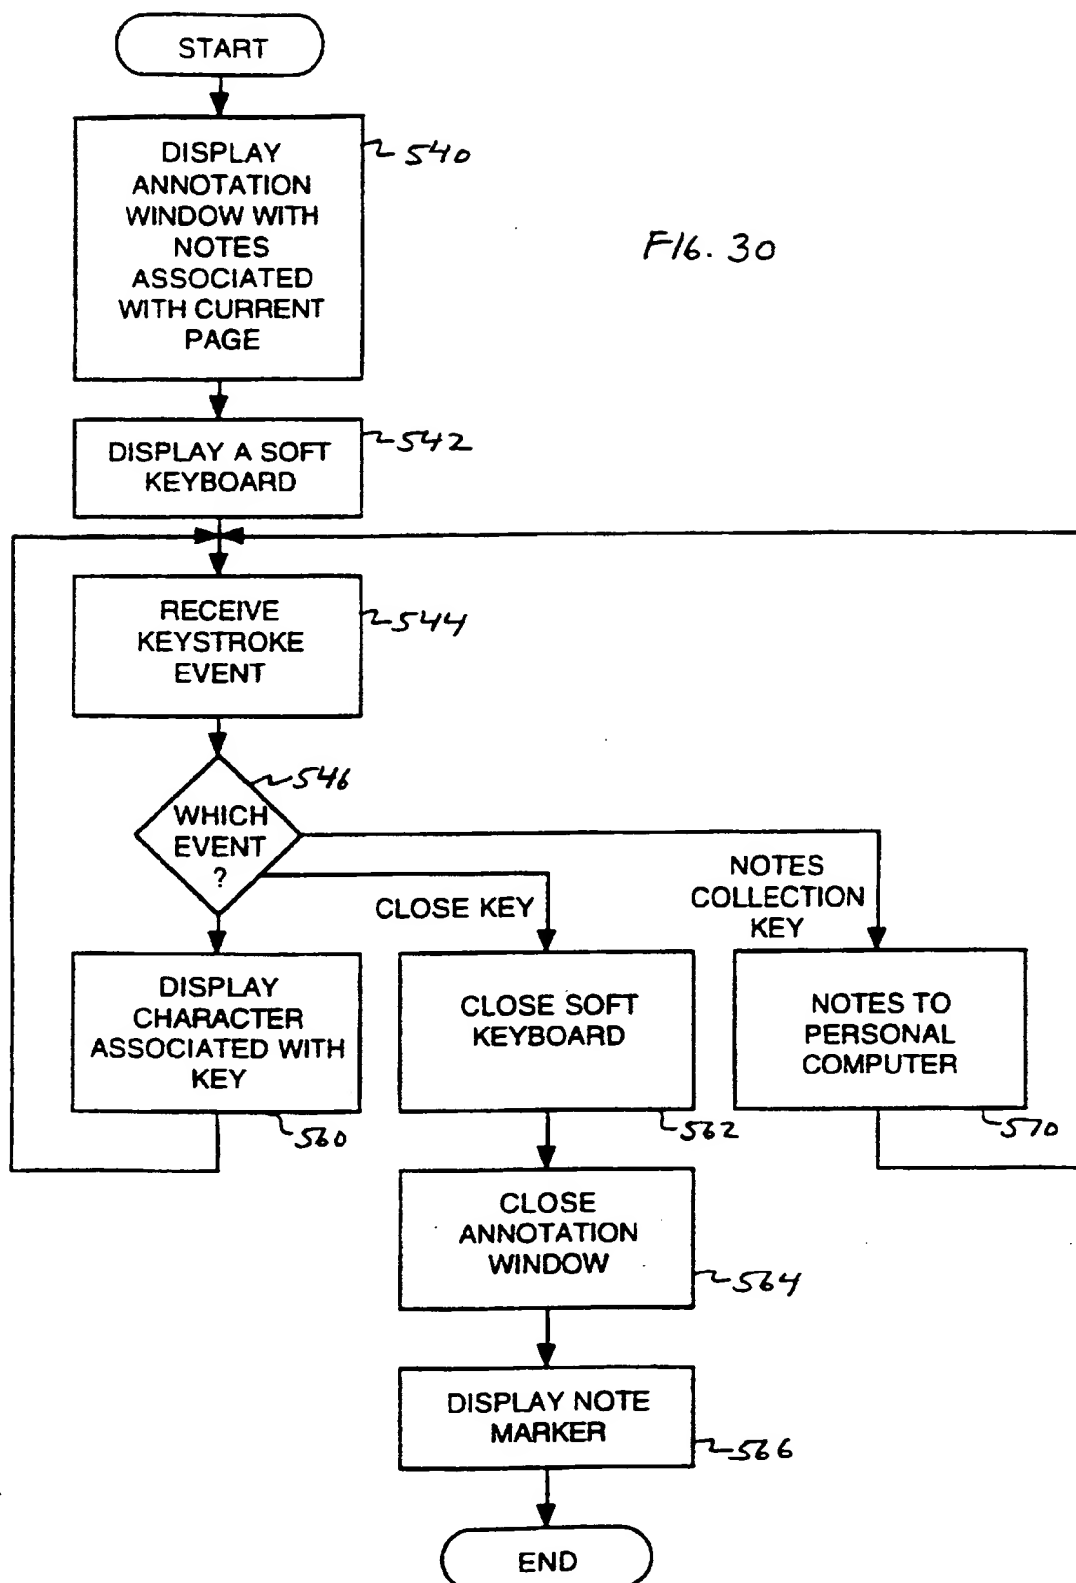 START
DISPLAY
ANNOTATION
WINDOW WITH
NOTES
ASSOCIATED
WITH CURRENT
PAGE
540
FIG. 30
DISPLAY A SOFT
KEYBOARD
542
RECEIVE
KEYSTROKE
EVENT
544
WHICH
EVENT
?
546
CLOSE KEY
NOTES
COLLECTION
KEY
DISPLAY
CHARACTER
ASSOCIATED WITH
KEY
560
CLOSE SOFT
KEYBOARD
562
NOTES TO
PERSONAL
COMPUTER
570
CLOSE
ANNOTATION
WINDOW
564
DISPLAY NOTE
MARKER
566
END